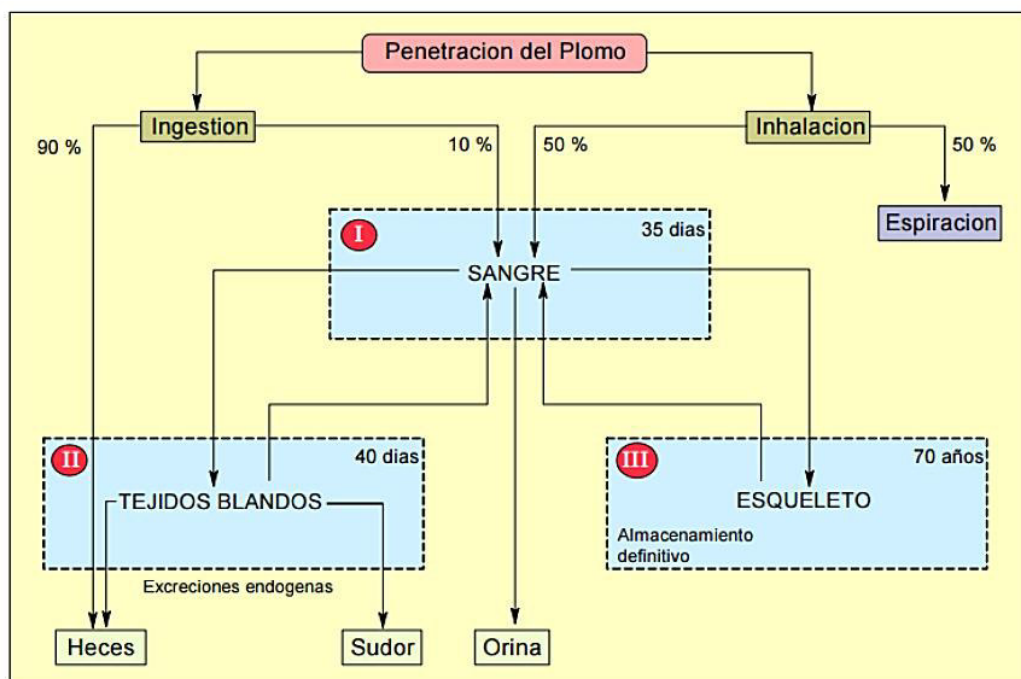 Penetracion del Plomo
Ingestion
Inhalacion
90 %
10 %
50 %
50 %
Espiracion
I
35 dias
SANGRE
II
40 dias
TEJIDOS BLANDOS
III
70 años
ESQUELETO
Almacenamiento
definitivo
Excreciones endogenas
Heces
Sudor
Orina